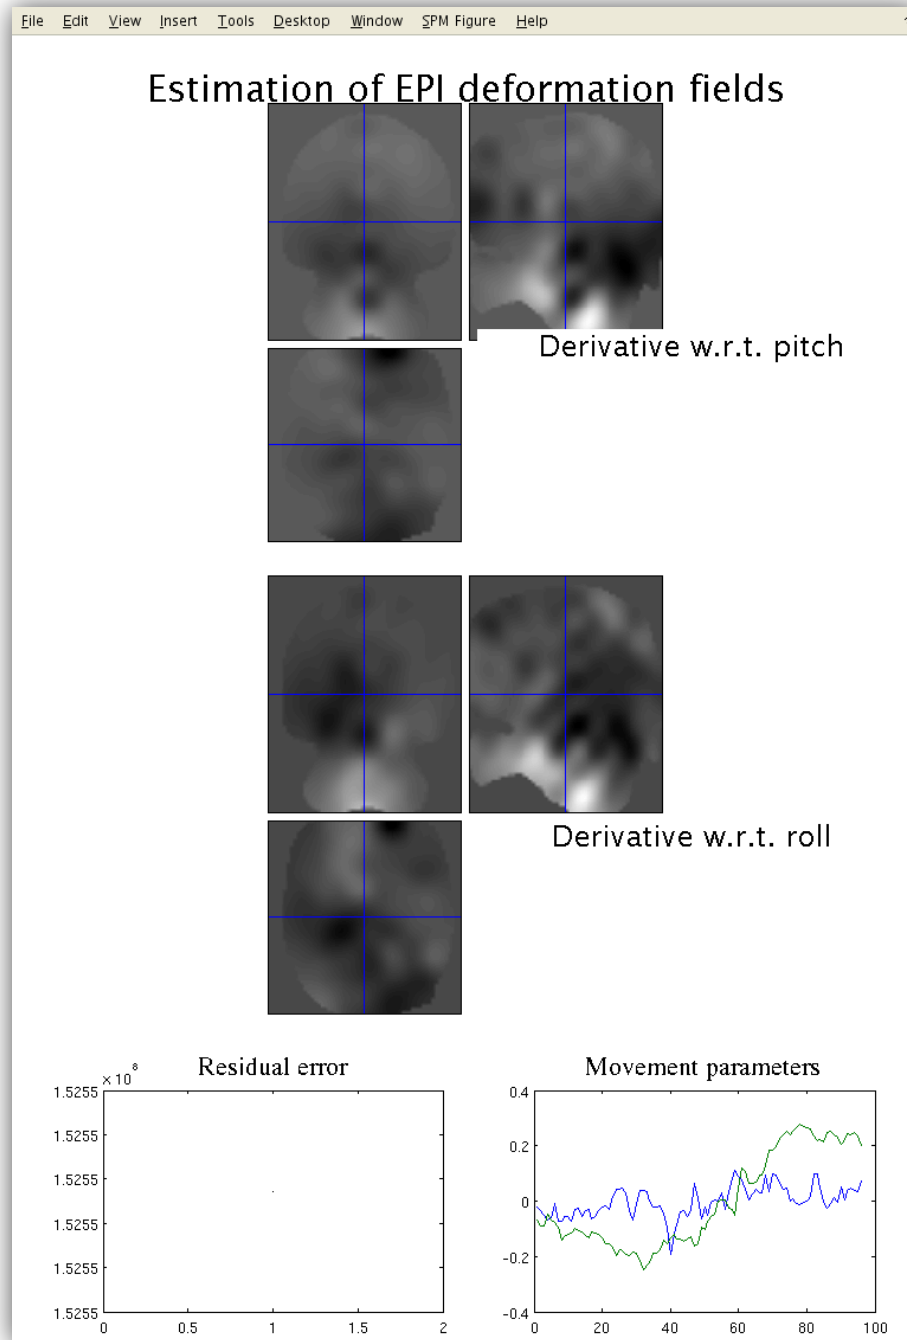 File Edit View Insert Tools Desktop Window SPM Figure Help
Estimation of EPI deformation fields
Derivative w.r.t. pitch
Derivative w.r.t. roll
Residual error
× 10^8
1.5255
1.5255
1.5255
1.5255
1.5255
1.5255
0 0.5 1 1.5 2
Movement parameters
0.4
0.2
0
-0.2
-0.4
0 20 40 60 80 100